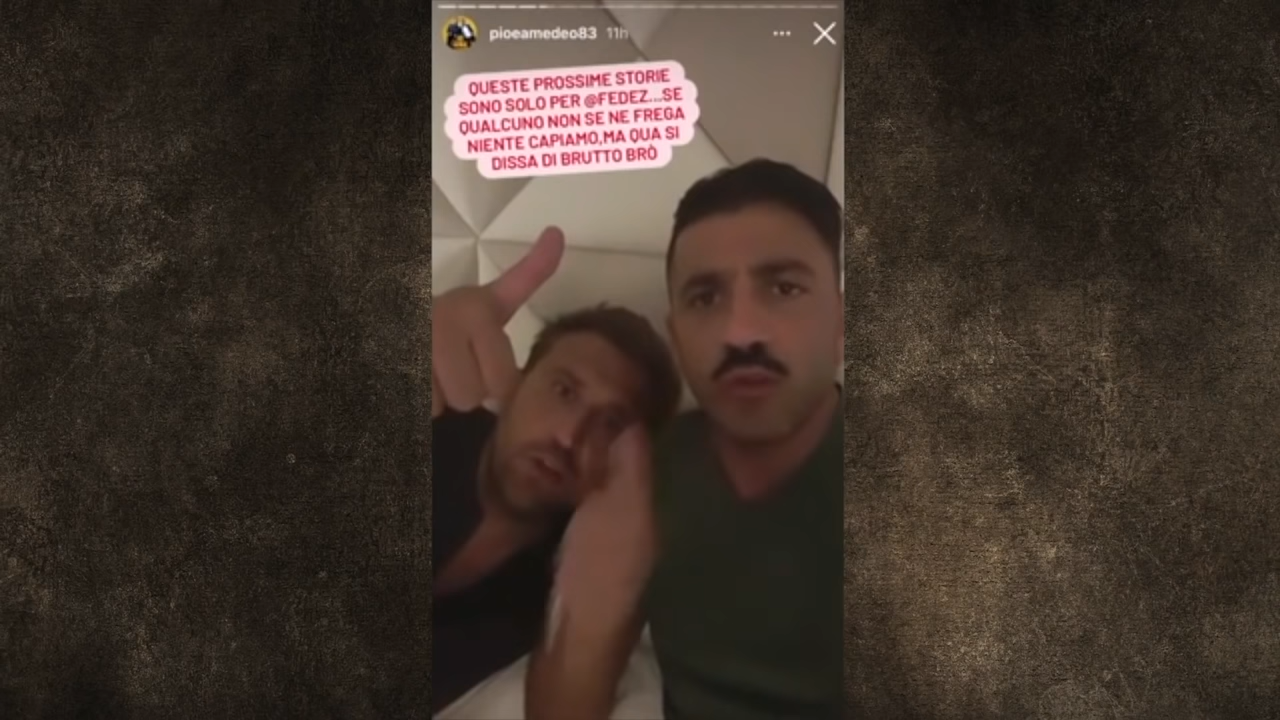 pioeamedeo83 11h
QUESTE PROSSIME STORIE
SONO SOLO PER @FEDEZ...SE
QUALCUNO NON SE NE FREGA
NIENTE CAPIAMO,MA QUA SI
DISSA DI BRUTTO BRÒ